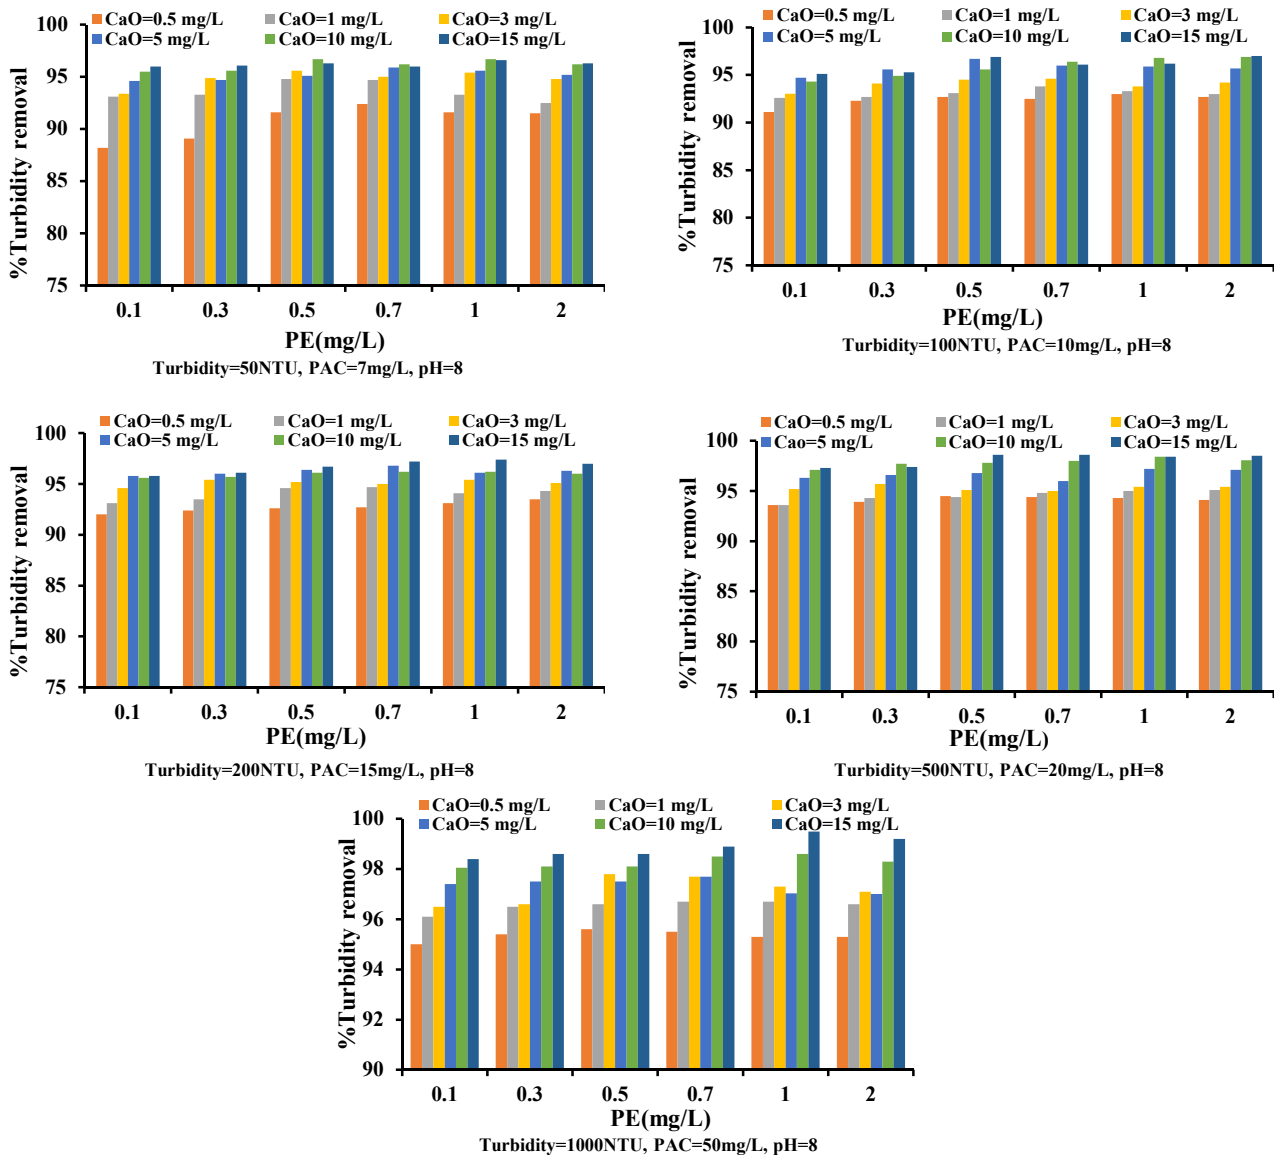 CaO=0.5 mg/L CaO=1 mg/L CaO=3 mg/L
CaO=5 mg/L CaO=10 mg/L CaO=15 mg/L
%Turbidity removal
100
95
90
85
80
75
0.1 0.3 0.5 0.7 1 2
PE(mg/L)
Turbidity=50NTU, PAC=7mg/L, pH=8
CaO=0.5 mg/L CaO=1 mg/L CaO=3 mg/L
CaO=5 mg/L CaO=10 mg/L CaO=15 mg/L
%Turbidity removal
100
95
90
85
80
75
0.1 0.3 0.5 0.7 1 2
PE(mg/L)
Turbidity=100NTU, PAC=10mg/L, pH=8
CaO=0.5 mg/L CaO=1 mg/L CaO=3 mg/L
CaO=5 mg/L CaO=10 mg/L CaO=15 mg/L
%Turbidity removal
100
95
90
85
80
75
0.1 0.3 0.5 0.7 1 2
PE(mg/L)
Turbidity=200NTU, PAC=15mg/L, pH=8
CaO=0.5 mg/L CaO=1 mg/L CaO=3 mg/L
Cao=5 mg/L CaO=10 mg/L CaO=15 mg/L
%Turbidity removal
100
95
90
85
80
75
0.1 0.3 0.5 0.7 1 2
PE(mg/L)
Turbidity=500NTU, PAC=20mg/L, pH=8
CaO=0.5 mg/L CaO=1 mg/L CaO=3 mg/L
CaO=5 mg/L CaO=10 mg/L CaO=15 mg/L
%Turbidity removal
100
98
96
94
92
90
0.1 0.3 0.5 0.7 1 2
PE(mg/L)
Turbidity=1000NTU, PAC=50mg/L, pH=8